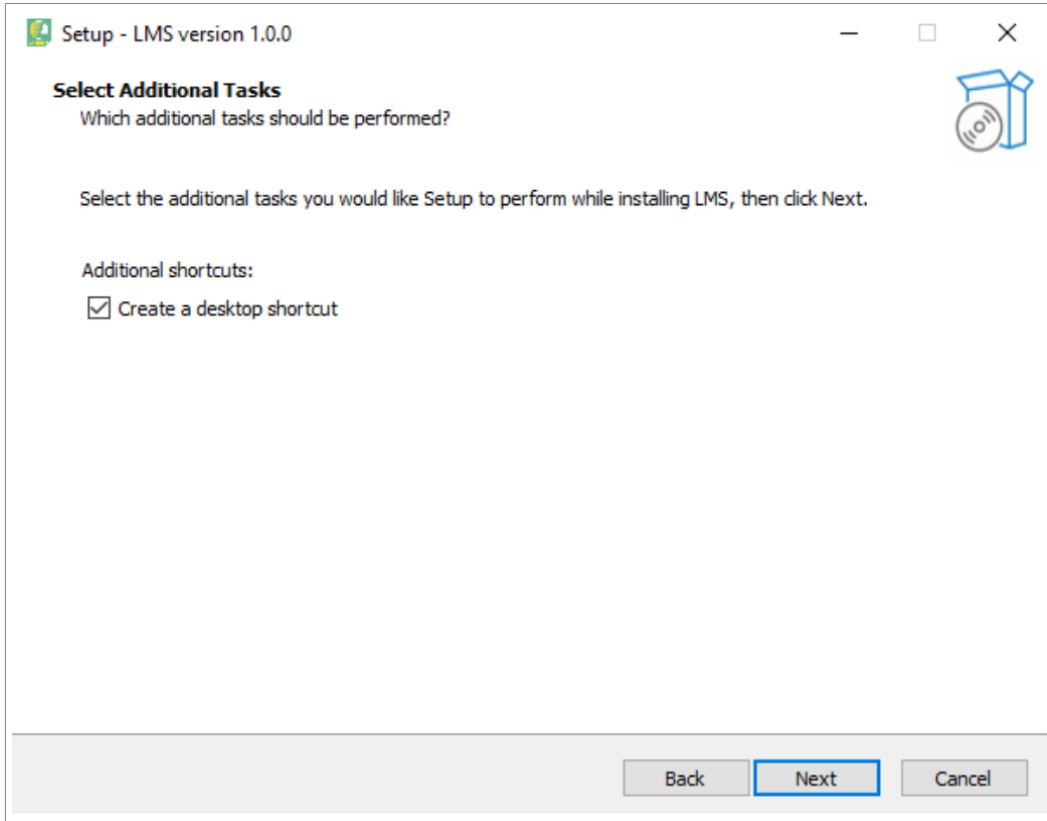 Setup - LMS version 1.0.0
Select Additional Tasks
Which additional tasks should be performed?
Select the additional tasks you would like Setup to perform while installing LMS, then click Next.
Additional shortcuts:
Create a desktop shortcut
Back Next Cancel